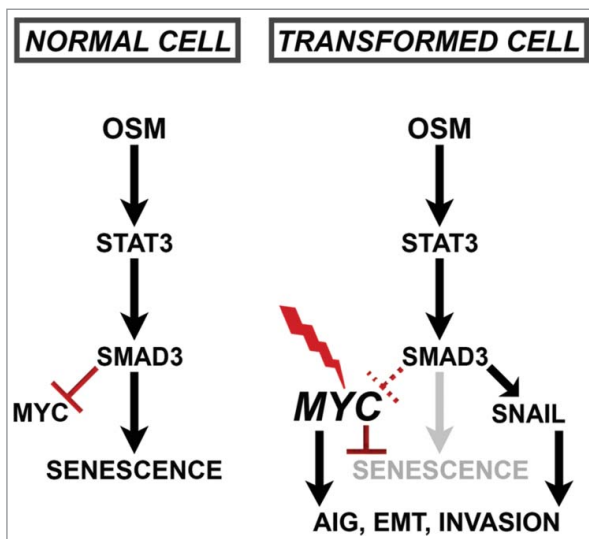 NORMAL CELL
OSM
STAT3
SMAD3
MYC
SENESCENCE
TRANSFORMED CELL
OSM
STAT3
SMAD3
MYC
SNAIL
SENESCENCE
AIG, EMT, INVASION